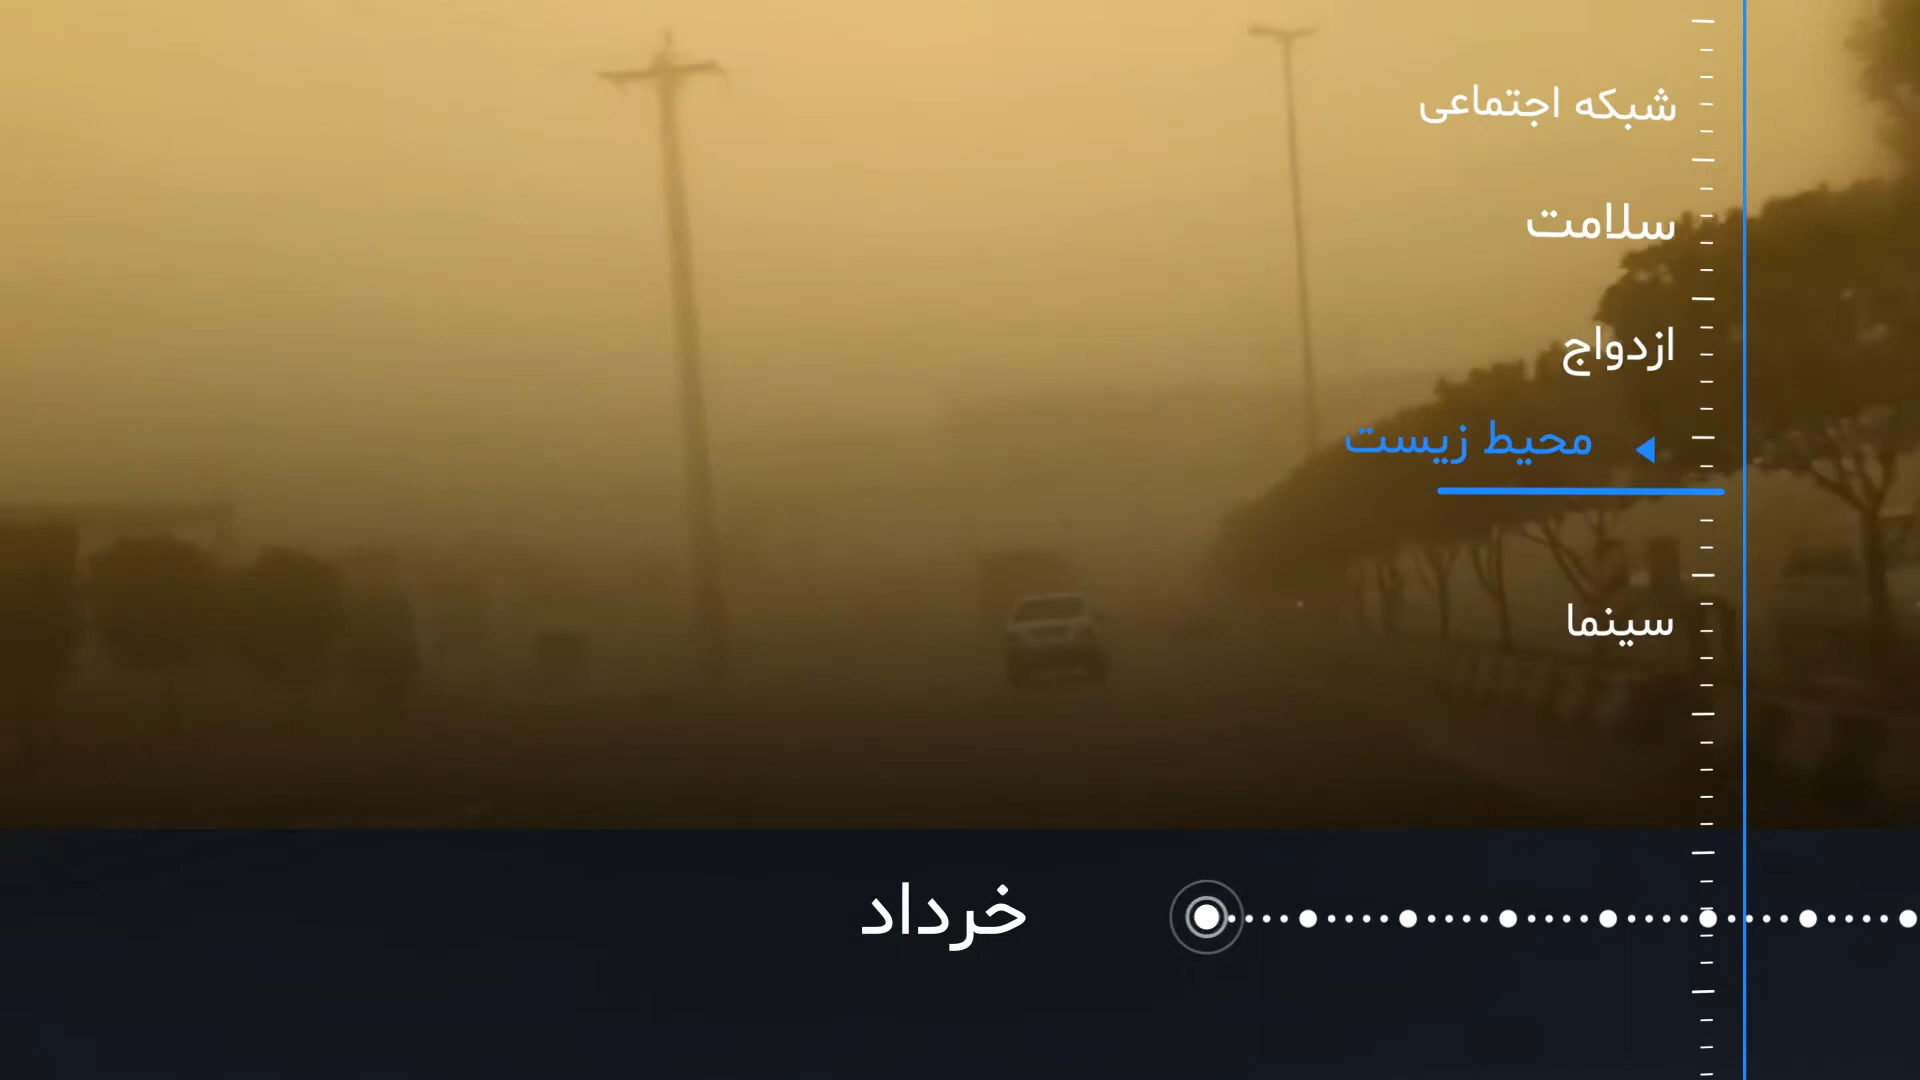 شبکه اجتماعی
سلامت
ازدواج
محیط زیست
سینما
خرداد